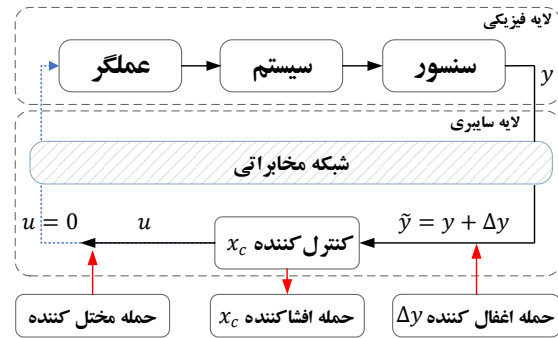 لایه فیزیکی
عملگر
سیستم
سنسور
y
لایه سایبری
شبکه مخابراتی
u = 0
u
ỹ = y + Δy
کنترل کننده x_c
حمله مختل کننده
حمله افشاکننده x_c
حمله اغفال کننده Δy